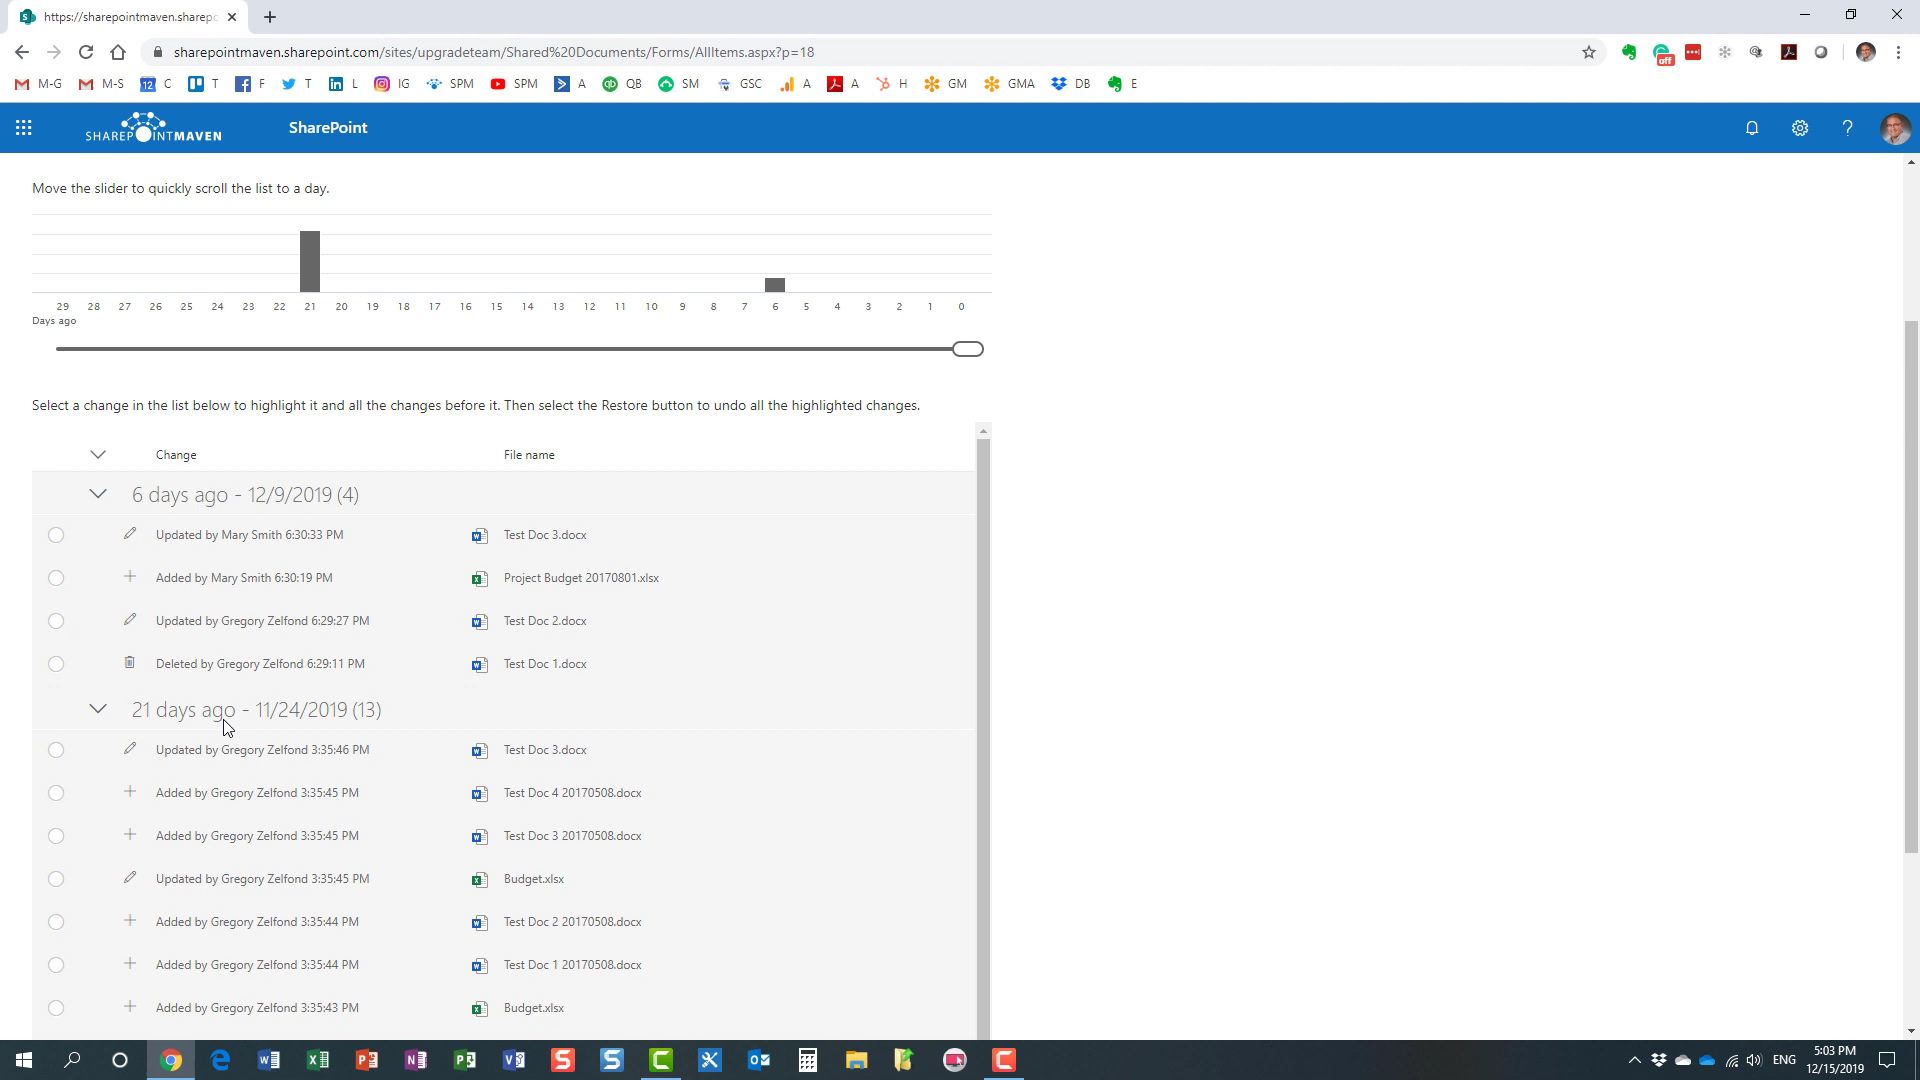 https://sharepointmaven.sharepo
sharepointmaven.sharepoint.com/sites/upgradeteam/Shared%20Documents/Forms/AllItems.aspx?p=18
off
M-G M-S 12 C T F T L IG SPM SPM A QB SM GSC A A H GM GMA DB E
SHAREPOINTMAVEN SharePoint
Move the slider to quickly scroll the list to a day.
29 28 27 26 25 24 23 22 21 20 19 18 17 16 15 14 13 12 11 10 9 8 7 6 5 4 3 2 1 0
Days ago
Select a change in the list below to highlight it and all the changes before it. Then select the Restore button to undo all the highlighted changes.
Change File name
6 days ago - 12/9/2019 (4)
Updated by Mary Smith 6:30:33 PM Test Doc 3.docx
Added by Mary Smith 6:30:19 PM Project Budget 20170801.xlsx
Updated by Gregory Zelfond 6:29:27 PM Test Doc 2.docx
Deleted by Gregory Zelfond 6:29:11 PM Test Doc 1.docx
21 days ago - 11/24/2019 (13)
Updated by Gregory Zelfond 3:35:46 PM Test Doc 3.docx
Added by Gregory Zelfond 3:35:45 PM Test Doc 4 20170508.docx
Added by Gregory Zelfond 3:35:45 PM Test Doc 3 20170508.docx
Updated by Gregory Zelfond 3:35:45 PM Budget.xlsx
Added by Gregory Zelfond 3:35:44 PM Test Doc 2 20170508.docx
Added by Gregory Zelfond 3:35:44 PM Test Doc 1 20170508.docx
Added by Gregory Zelfond 3:35:43 PM Budget.xlsx
ENG
5:03 PM
12/15/2019